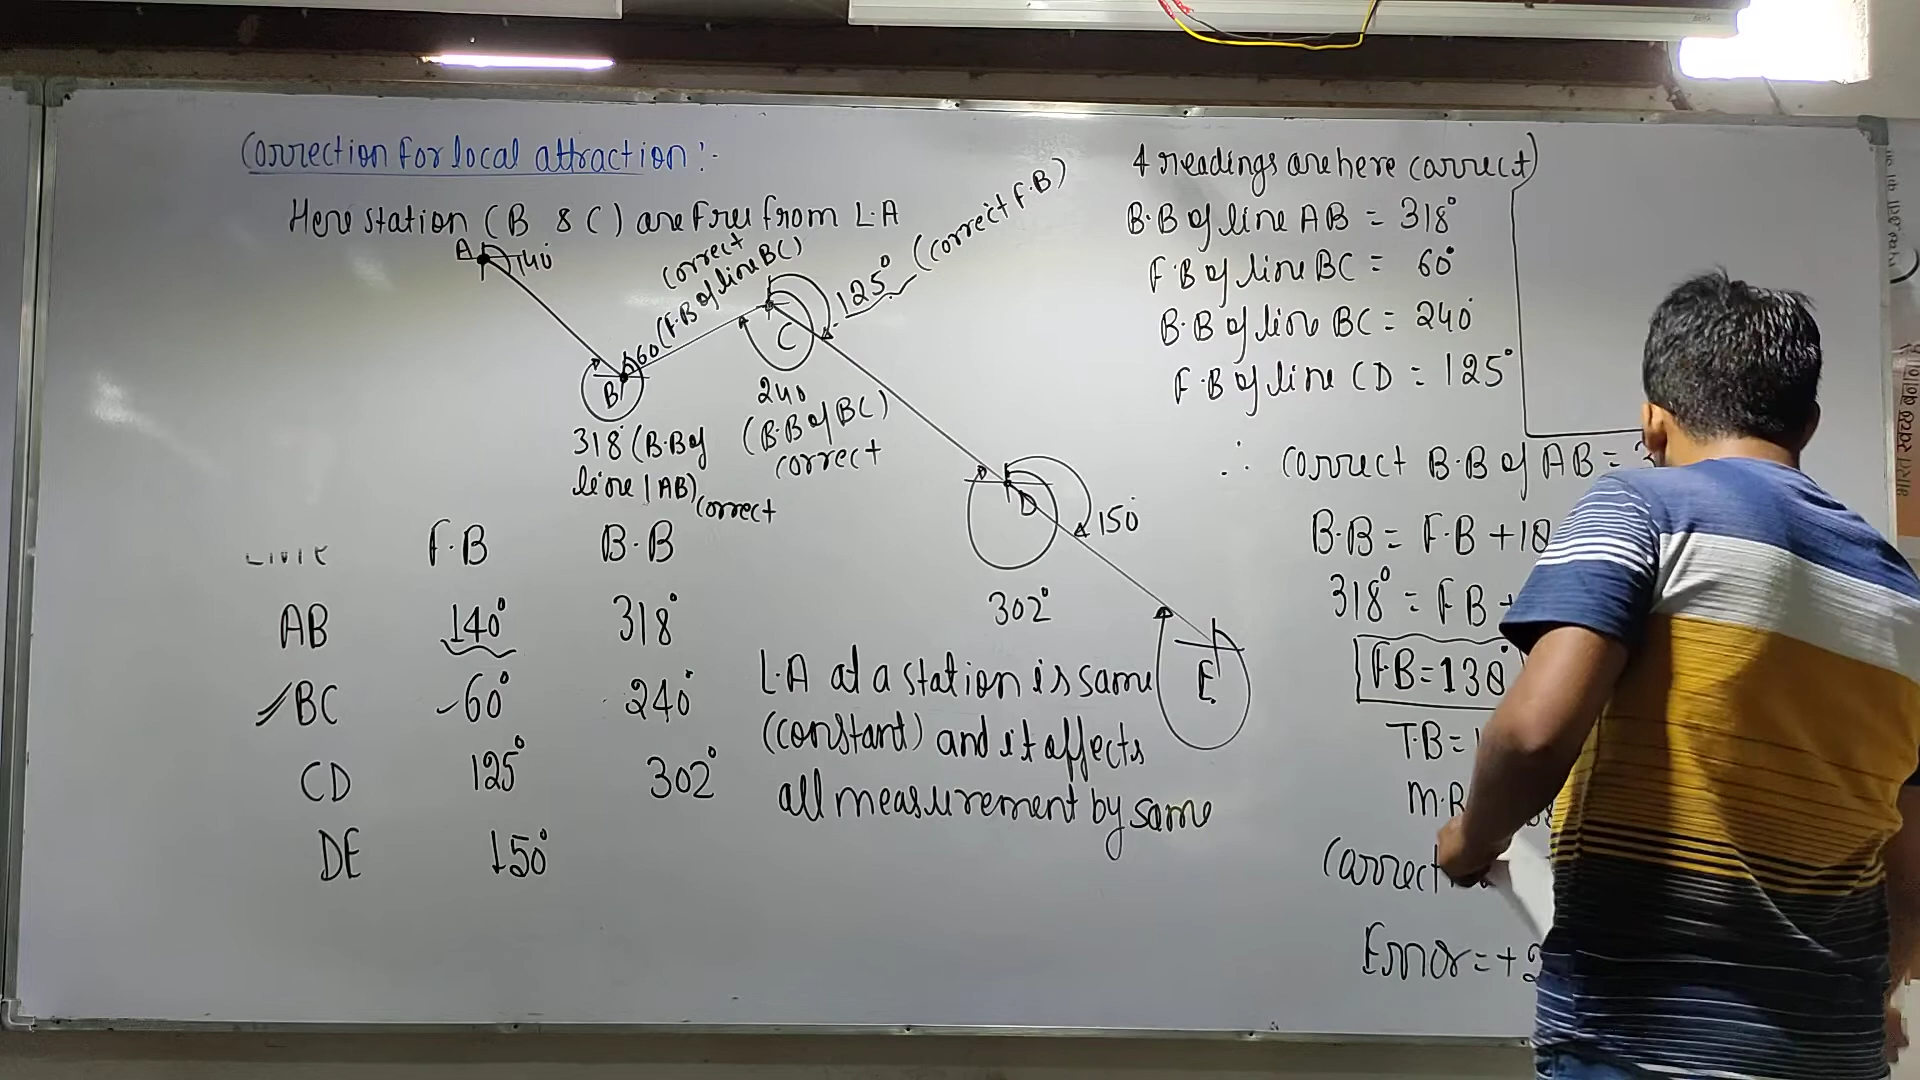 Correction for local attraction :-
Here station (B & C) are Free from L.A
A 140°
correct
(F.B of line BC)
60
125° (correct F.B)
B
C
240
(B.B of BC)
correct
318° (B.B of
line AB)
correct
D
150°
302°
E
Line F.B B.B
AB 140° 318°
BC 60° 240°
CD 125° 302°
DE 150°
L.A at a station is same
(constant) and it affects
all measurement by same
4 readings are here correct
B.B of line AB = 318°
F.B of line BC = 60°
B.B of line BC = 240°
F.B of line CD = 125°
∴ correct B.B of AB =
B.B = F.B +18
318° = FB +
FB = 138°
T.B =
Error = +2